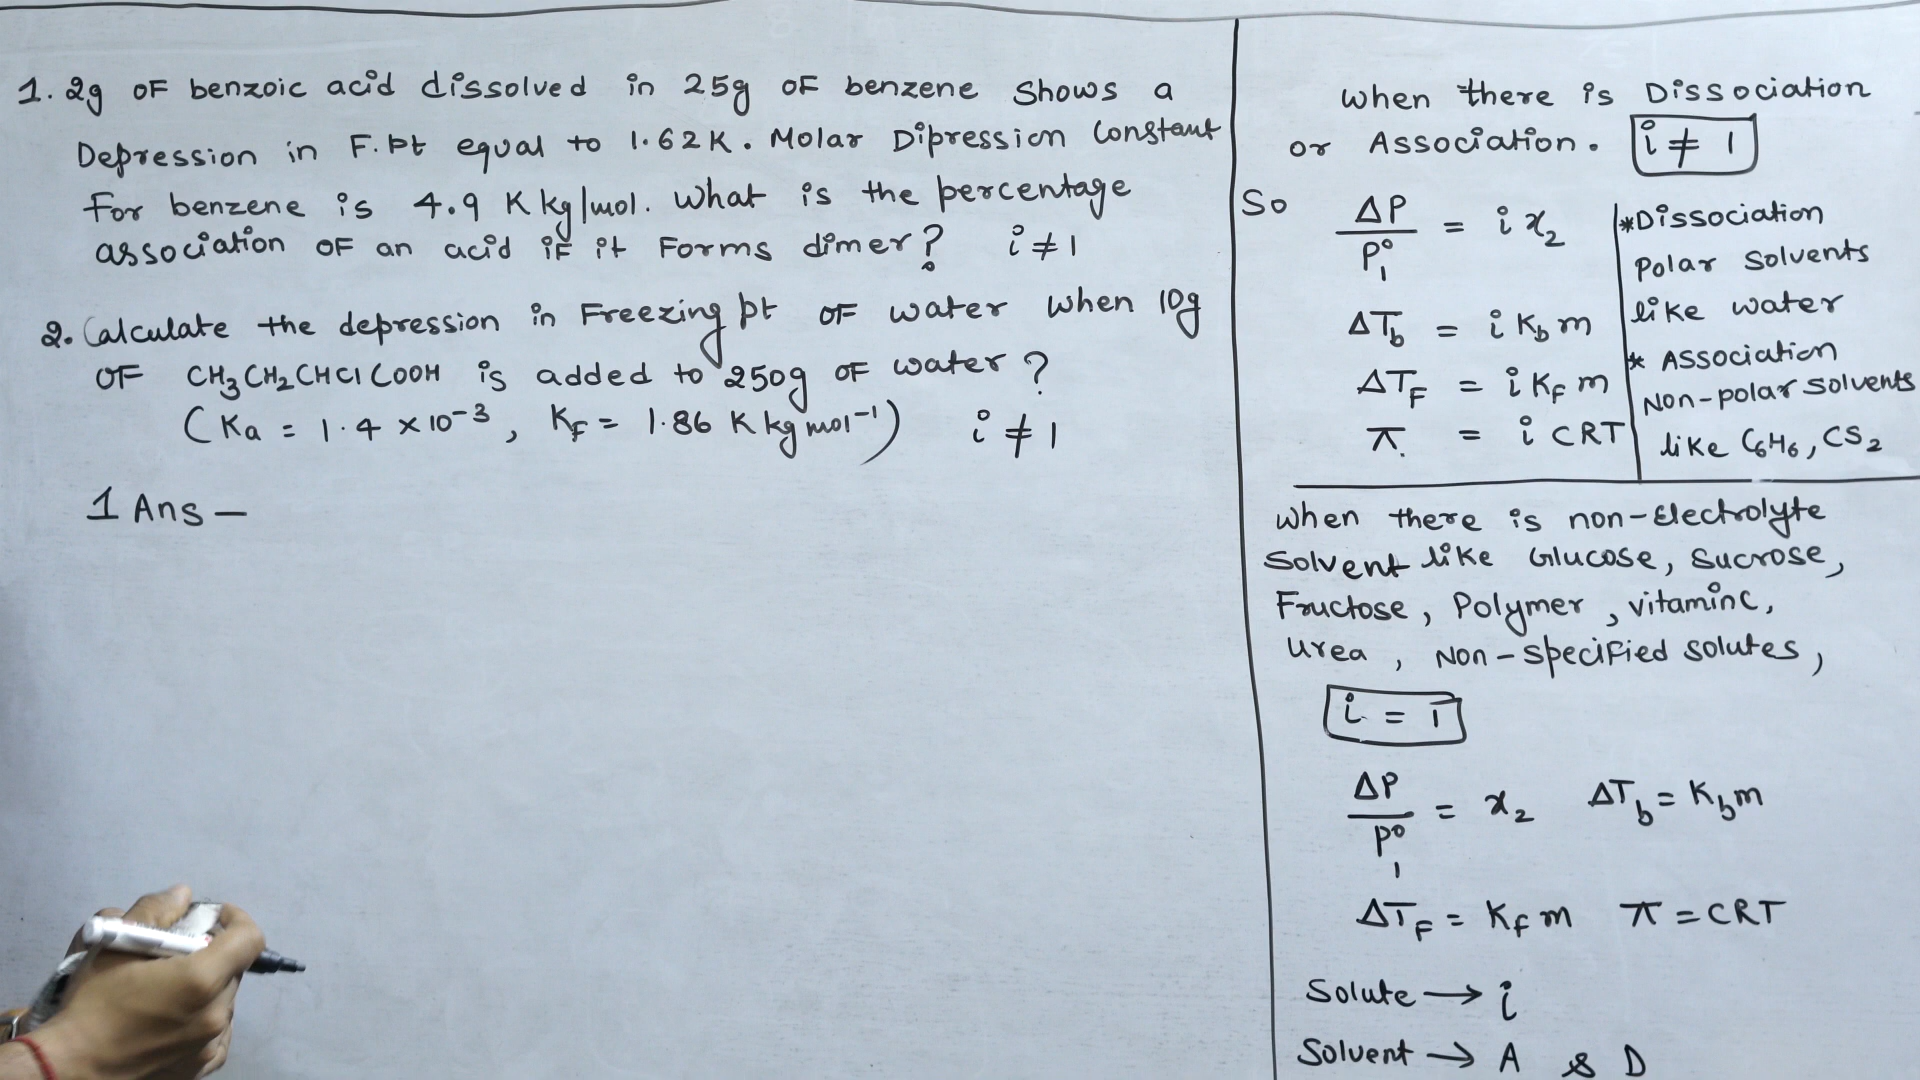 1. 2g of benzoic acid dissolved in 25g of benzene shows a
Depression in F.Pt equal to 1.62K. Molar Dipression constant
for benzene is 4.9 K kg/mol. What is the percentage
association of an acid if it forms dimer? i ≠ 1
2. Calculate the depression in Freezing pt of water when 10g
of CH₃CH₂CHClCOOH is added to 250g of water?
(Ka = 1.4 × 10⁻³, Kf = 1.86 K kg mol⁻¹) i ≠ 1
1 Ans —
When there is Dissociation
or Association. i ≠ 1
So ΔP/P₁° = i x₂
ΔTb = i Kb m
ΔTF = i Kf m
π. = i CRT
*Dissociation
Polar solvents
like water
* Association
Non-polar solvents
like C₆H₆, CS₂
When there is non-Electrolyte
Solvent like Glucose, Sucrose,
Fructose, Polymer, vitaminc,
Urea, Non-specified solutes,
i = 1
ΔP/P₁° = x₂ ΔTb = Kbm
ΔTF = Kf m π = CRT
Solute → i
Solvent → A & D